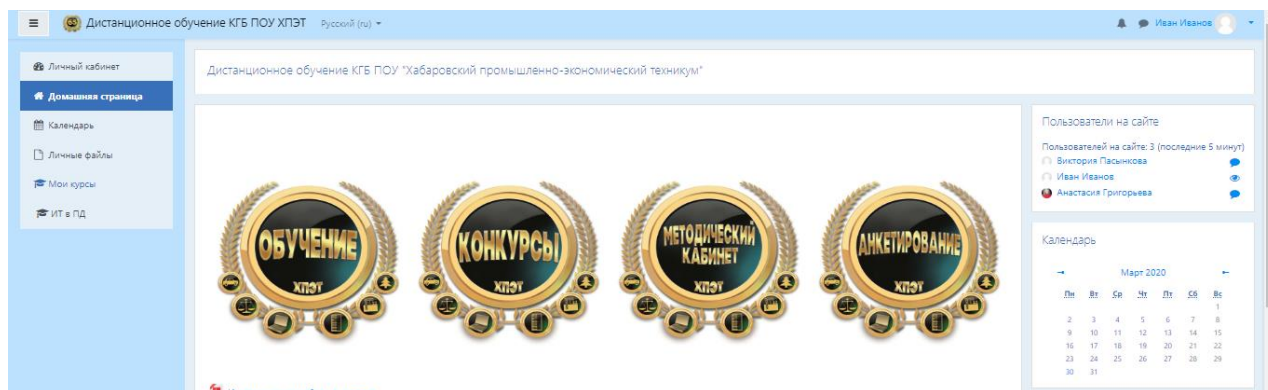 Дистанционное обучение КГБ ПОУ ХПЭТ Русский (ru)
Иван Иванов
Личный кабинет
Домашняя страница
Календарь
Личные файлы
Мои курсы
ИТ в ПД
Дистанционное обучение КГБ ПОУ "Хабаровский промышленно-экономический техникум"
ОБУЧЕНИЕ
ХПЭТ
КОНКУРСЫ
ХПЭТ
МЕТОДИЧЕСКИЙ
КАБИНЕТ
ХПЭТ
АНКЕТИРОВАНИЕ
ХПЭТ
Пользователи на сайте
Пользователей на сайте: 3 (последние 5 минут)
Виктория Пасынкова
Иван Иванов
Анастасия Григорьева
Календарь
Март 2020
Пн Вт Ср Чт Пт Сб Вс
1
2 3 4 5 6 7 8
9 10 11 12 13 14 15
16 17 18 19 20 21 22
23 24 25 26 27 28 29
30 31